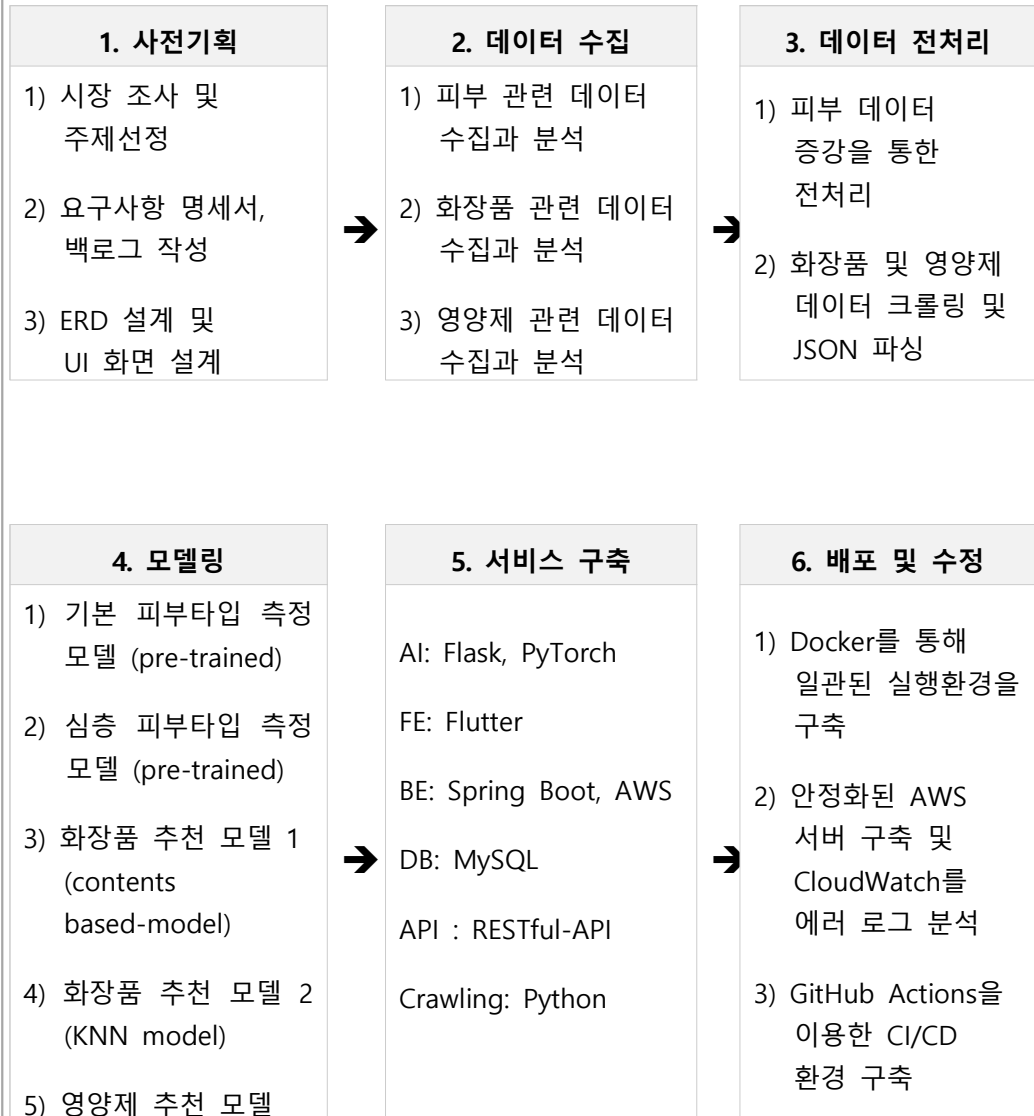 1. 사전기획
1) 시장 조사 및
주제선정
2) 요구사항 명세서,
백로그 작성
3) ERD 설계 및
UI 화면 설계
➔
2. 데이터 수집
1) 피부 관련 데이터
수집과 분석
2) 화장품 관련 데이터
수집과 분석
3) 영양제 관련 데이터
수집과 분석
➔
3. 데이터 전처리
1) 피부 데이터
증강을 통한
전처리
2) 화장품 및 영양제
데이터 크롤링 및
JSON 파싱
4. 모델링
1) 기본 피부타입 측정
모델 (pre-trained)
2) 심층 피부타입 측정
모델 (pre-trained)
3) 화장품 추천 모델 1
(contents
based-model)
4) 화장품 추천 모델 2
(KNN model)
5) 영양제 추천 모델
➔
5. 서비스 구축
AI: Flask, PyTorch
FE: Flutter
BE: Spring Boot, AWS
DB: MySQL
API : RESTful-API
Crawling: Python
➔
6. 배포 및 수정
1) Docker를 통해
일관된 실행환경을
구축
2) 안정화된 AWS
서버 구축 및
CloudWatch를
에러 로그 분석
3) GitHub Actions을
이용한 CI/CD
환경 구축